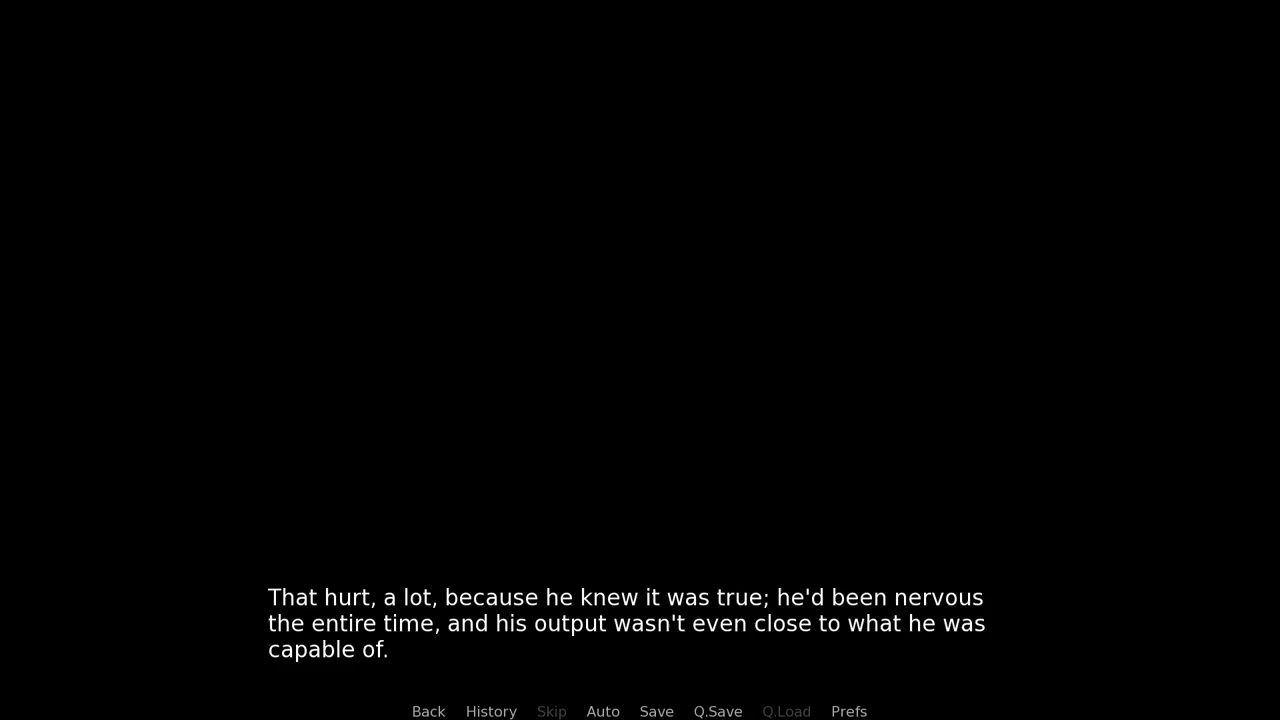 That hurt, a lot, because he knew it was true; he'd been nervous
the entire time, and his output wasn't even close to what he was
capable of.
Back History Skip Auto Save Q.Save Q.Load Prefs